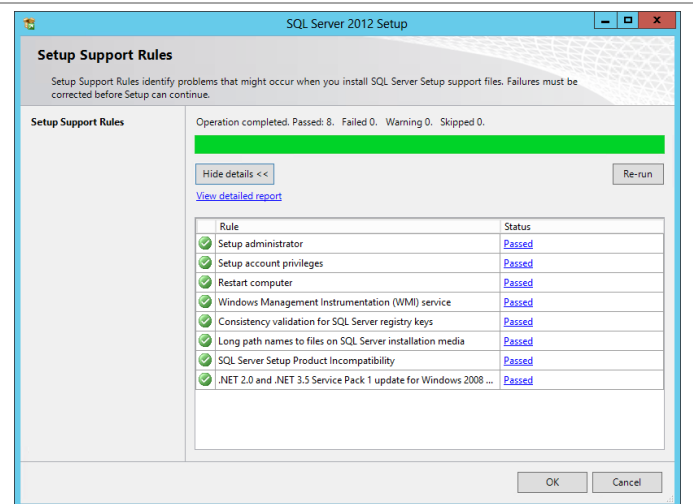 SQL Server 2012 Setup
Setup Support Rules
Setup Support Rules identify problems that might occur when you install SQL Server Setup support files. Failures must be
corrected before Setup can continue.
Setup Support Rules
Operation completed. Passed: 8. Failed 0. Warning 0. Skipped 0.
Hide details <<
Re-run
View detailed report
Rule Status
Setup administrator Passed
Setup account privileges Passed
Restart computer Passed
Windows Management Instrumentation (WMI) service Passed
Consistency validation for SQL Server registry keys Passed
Long path names to files on SQL Server installation media Passed
SQL Server Setup Product Incompatibility Passed
.NET 2.0 and .NET 3.5 Service Pack 1 update for Windows 2008 ... Passed
OK Cancel